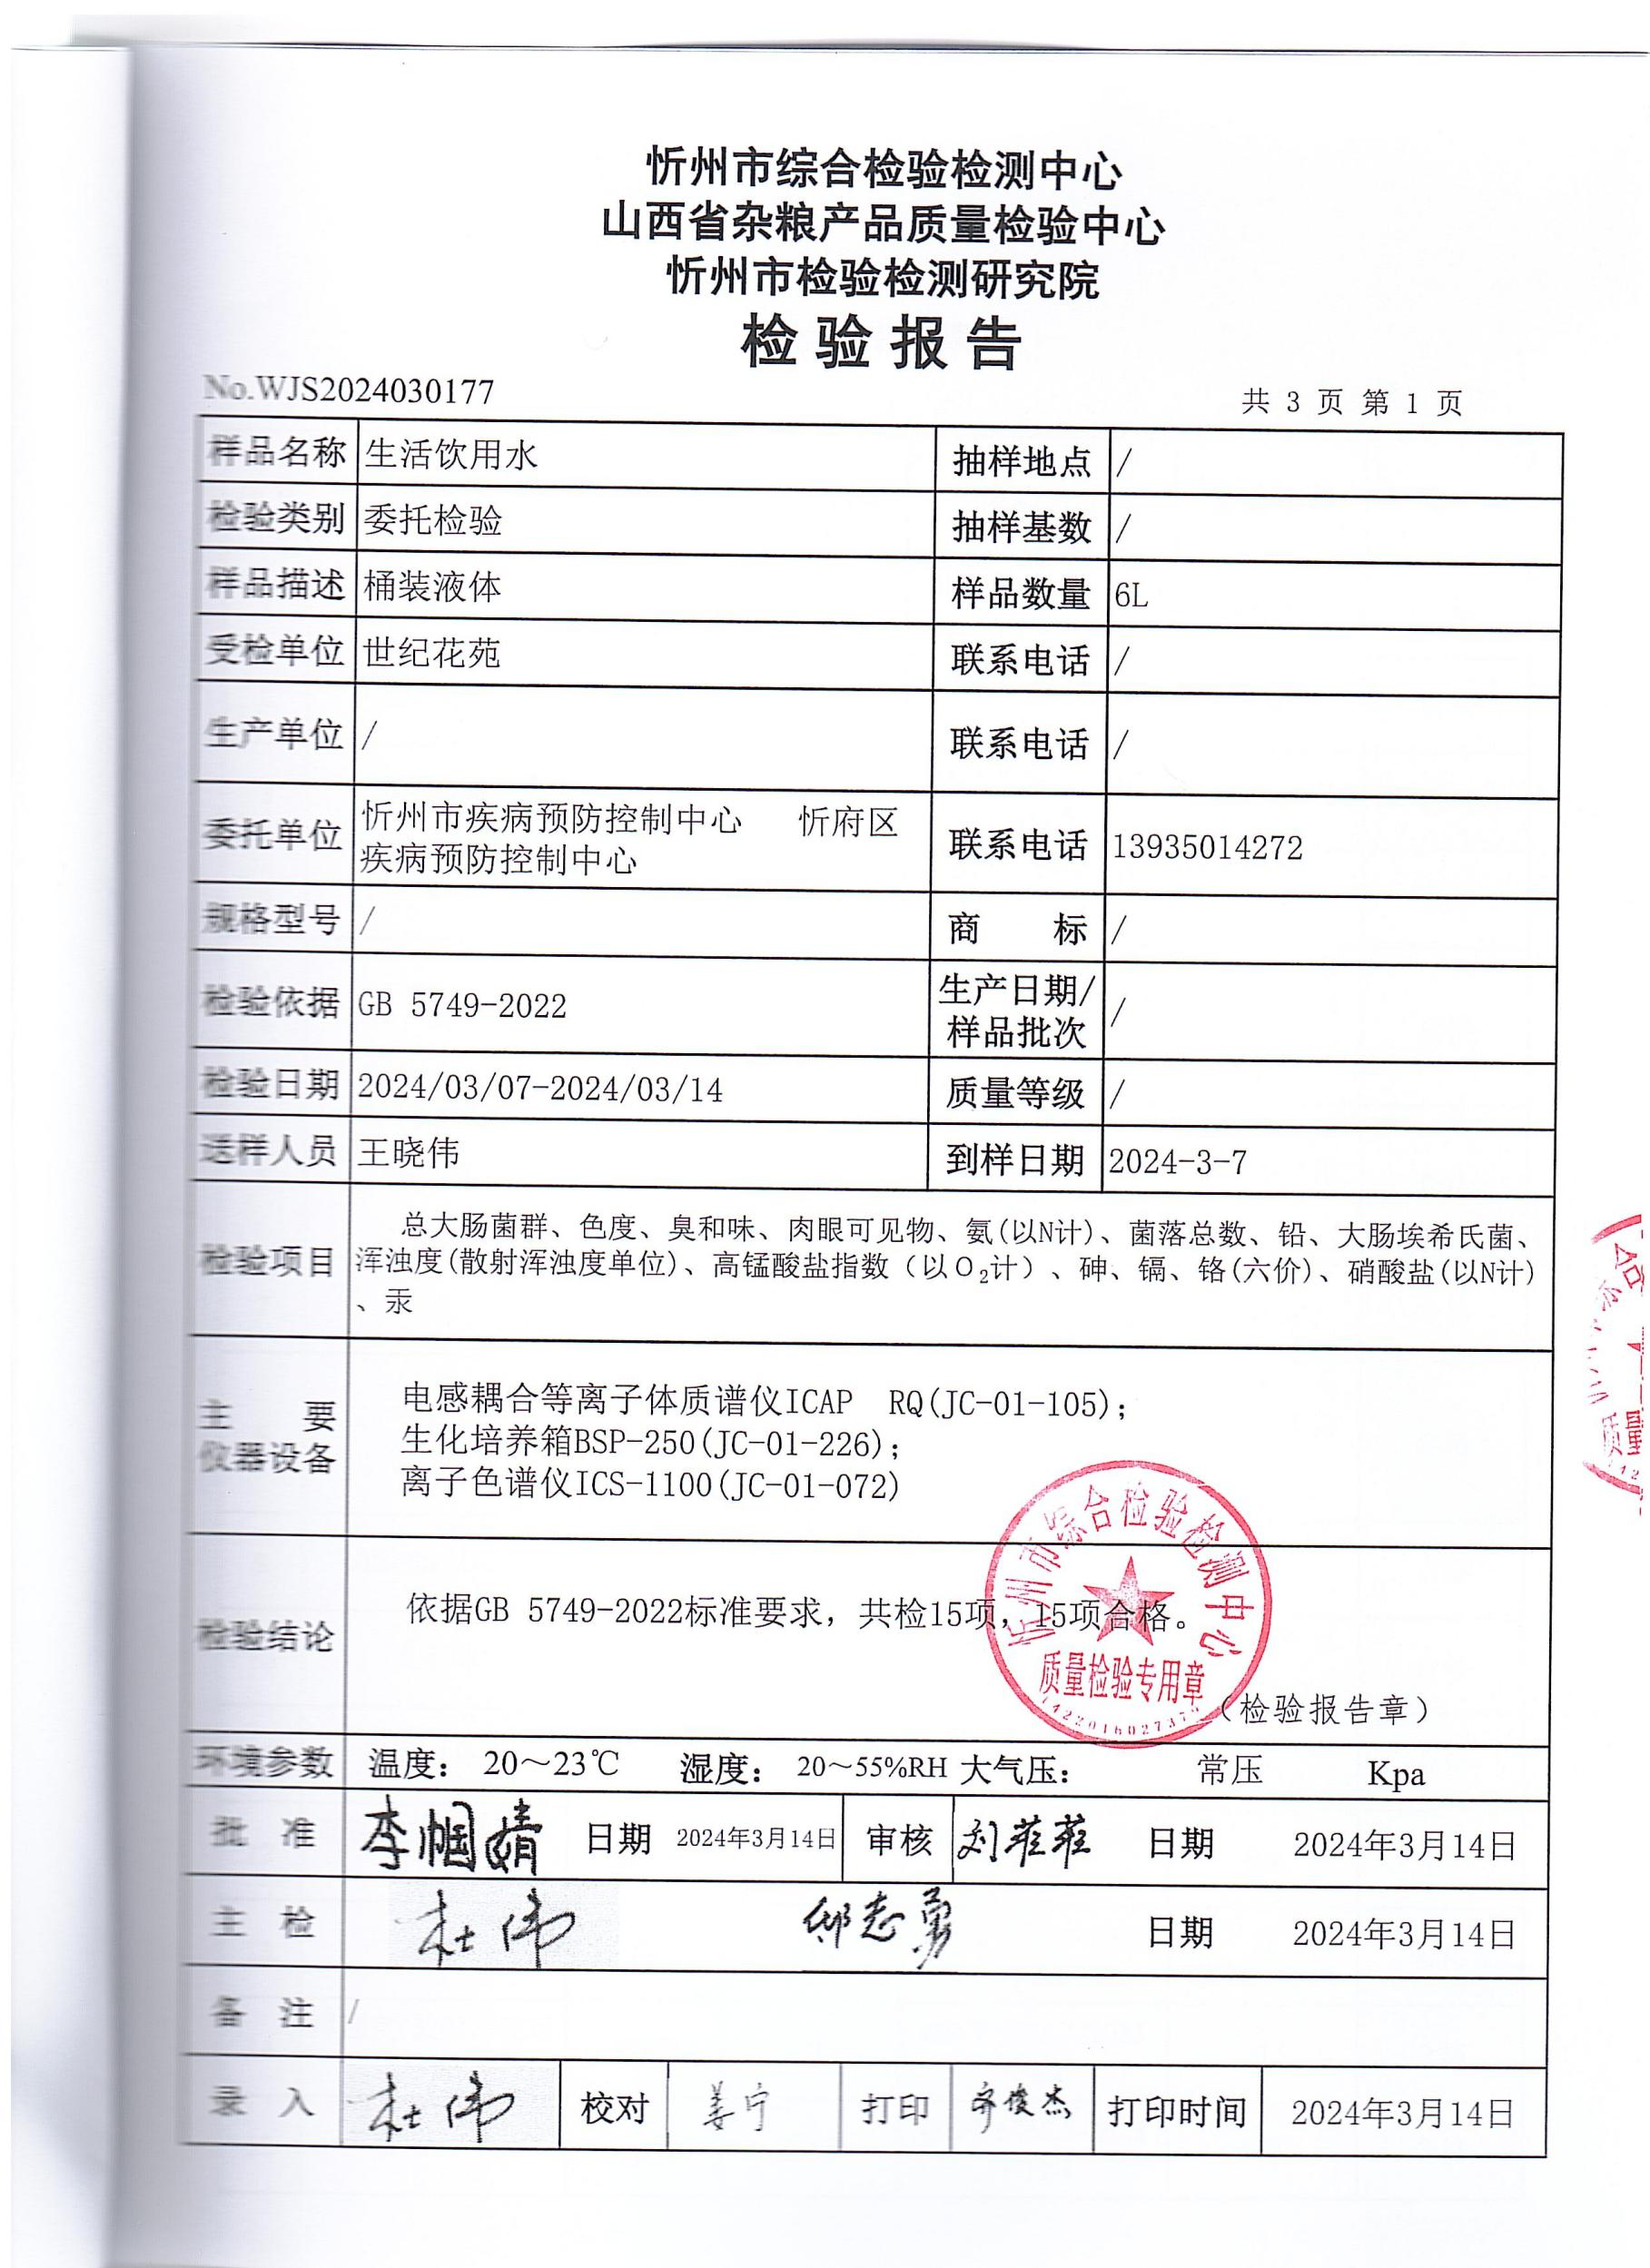 忻州市综合检验检测中心
山西省杂粮产品质量检验中心
忻州市检验检测研究院
检验报告
No.WJS2024030177 共 3 页 第 1 页
样品名称 生活饮用水 抽样地点 /
检验类别 委托检验 抽样基数 /
样品描述 桶装液体 样品数量 6L
受检单位 世纪花苑 联系电话 /
生产单位 / 联系电话 /
委托单位 忻州市疾病预防控制中心 忻府区
疾病预防控制中心 联系电话 13935014272
规格型号 / 商 标 /
检验依据 GB 5749-2022 生产日期/
样品批次 /
检验日期 2024/03/07-2024/03/14 质量等级 /
送样人员 王晓伟 到样日期 2024-3-7
检验项目 总大肠菌群、色度、臭和味、肉眼可见物、氨(以N计)、菌落总数、铅、大肠埃希氏菌、
浑浊度(散射浑浊度单位)、高锰酸盐指数（以O₂计）、砷、镉、铬(六价)、硝酸盐(以N计)
、汞
主 要
仪器设备 电感耦合等离子体质谱仪ICAP RQ(JC-01-105);
生化培养箱BSP-250(JC-01-226);
离子色谱仪ICS-1100(JC-01-072)
检验结论 依据GB 5749-2022标准要求，共检15项，15项合格。
忻州市综合检验检测中心
质量检验专用章
（检验报告章）
环境参数 温度： 20～23℃ 湿度： 20～55%RH 大气压： 常压 Kpa
批 准 日期 2024年3月14日 审核 刘菲菲 日期 2024年3月14日
主 检 杜伟 邸志勇 日期 2024年3月14日
备 注 /
录 入 杜伟 校对 姜宁 打印 打印时间 2024年3月14日